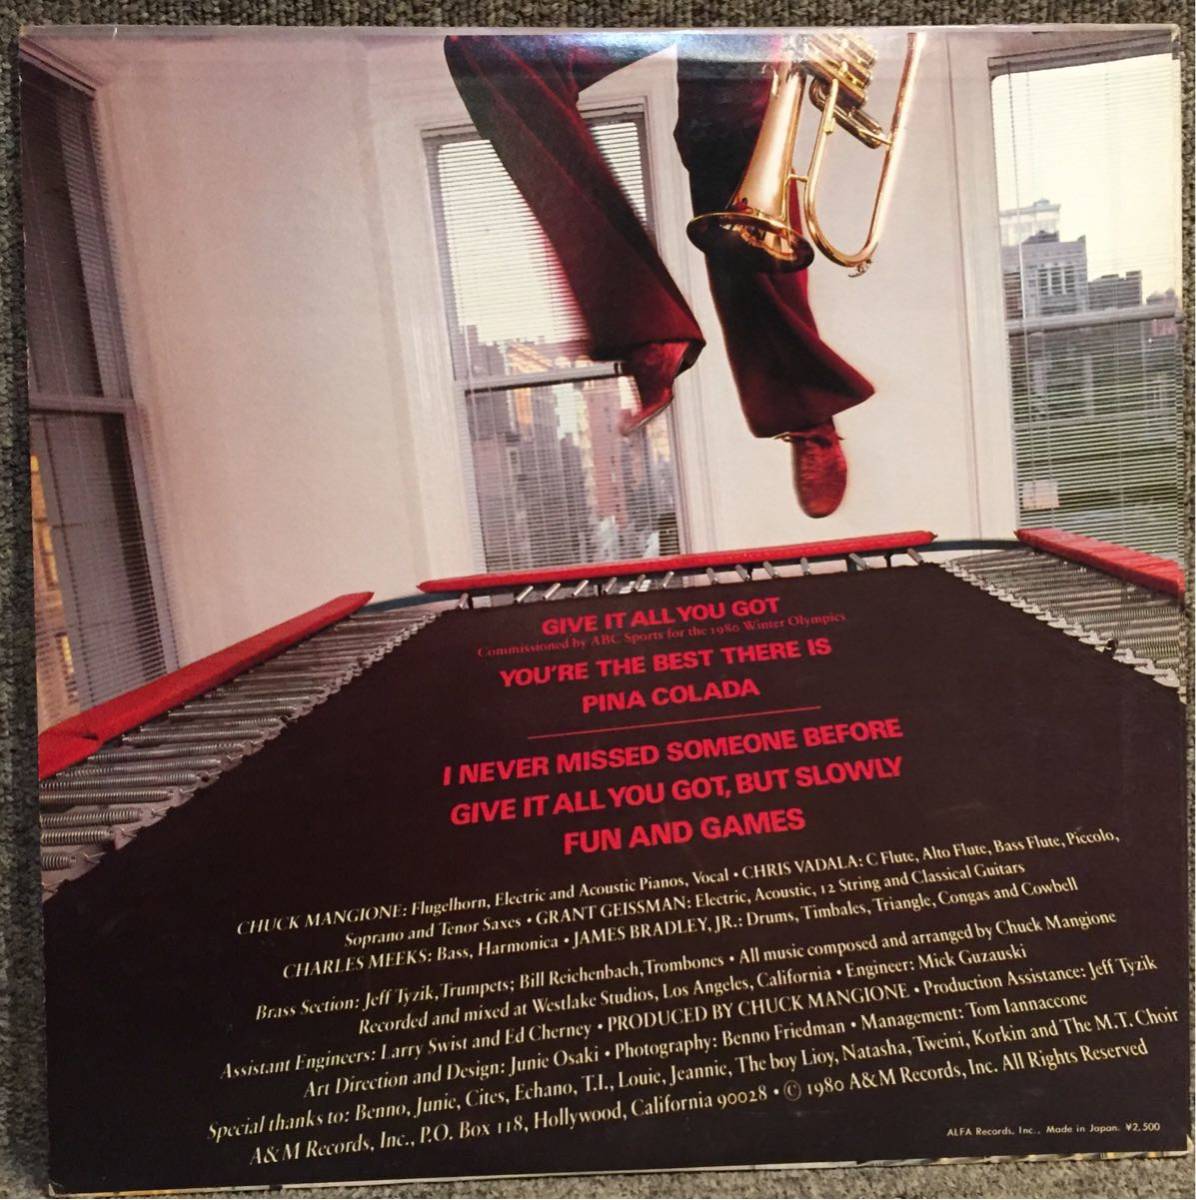 GIVE IT ALL YOU GOT
Commissioned by ABC Sports for the 1980 Winter Olympics
YOU'RE THE BEST THERE IS
PINA COLADA
I NEVER MISSED SOMEONE BEFORE
GIVE IT ALL YOU GOT, BUT SLOWLY
FUN AND GAMES
CHUCK MANGIONE: Flugelhorn, Electric and Acoustic Pianos, Vocal • CHRIS VADALA: C Flute, Alto Flute, Bass Flute, Piccolo,
Soprano and Tenor Saxes • GRANT GEISSMAN: Electric, Acoustic, 12 String and Classical Guitars
CHARLES MEEKS: Bass, Harmonica • JAMES BRADLEY, JR.: Drums, Timbales, Triangle, Congas and Cowbell
Brass Section: Jeff Tyzik, Trumpets; Bill Reichenbach, Trombones • All music composed and arranged by Chuck Mangione
Recorded and mixed at Westlake Studios, Los Angeles, California • Engineer: Mick Guzauski
Assistant Engineers: Larry Swist and Ed Cherney • PRODUCED BY CHUCK MANGIONE • Production Assistance: Jeff Tyzik
Art Direction and Design: Junie Osaki • Photography: Benno Friedman • Management: Tom Iannaccone
Special thanks to: Benno, Junie, Cites, Echano, T.I., Louie, Jeannie, The boy Lioy, Natasha, Tweini, Korkin and The M.T. Choir
A&M Records, Inc., P.O. Box 118, Hollywood, California 90028 • © 1980 A&M Records, Inc. All Rights Reserved
ALFA Records, Inc., Made in Japan. ¥2,500